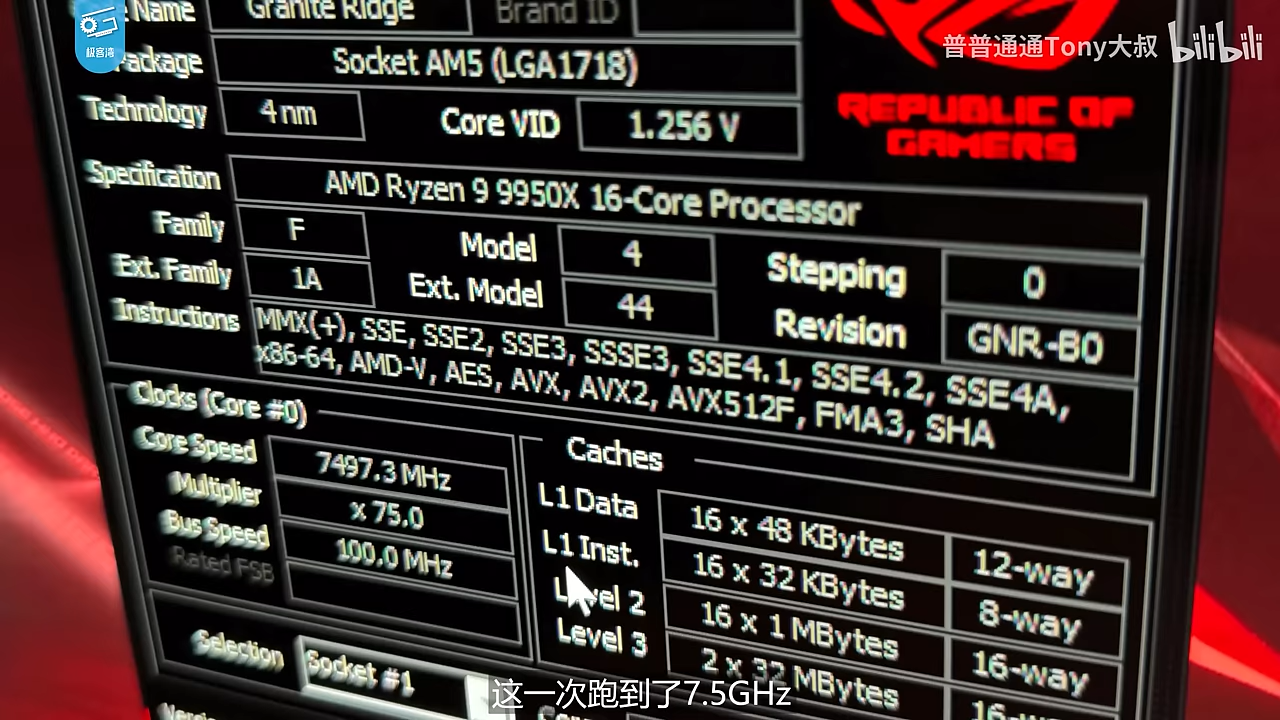 极客湾
Name Granite Ridge Brand ID
普普通通Tony大叔 bilibili
Package Socket AM5 (LGA1718)
Technology 4 nm Core VID 1.256 V
REPUBLIC OF
GAMERS
Specification AMD Ryzen 9 9950X 16-Core Processor
Family F Model 4 Stepping 0
Ext. Family 1A Ext. Model 44 Revision GNR-B0
Instructions MMX(+), SSE, SSE2, SSE3, SSSE3, SSE4.1, SSE4.2, SSE4A,
x86-64, AMD-V, AES, AVX, AVX2, AVX512F, FMA3, SHA
Clocks (Core #0)
Core Speed 7497.3 MHz
Multiplier x 75.0
Bus Speed 100.0 MHz
Rated FSB
Caches
L1 Data 16 x 48 KBytes 12-way
L1 Inst. 16 x 32 KBytes 8-way
Level 2 16 x 1 MBytes 16-way
Level 3 2 x 32 MBytes 16-way
Selection Socket #1
这一次跑到了7.5GHz